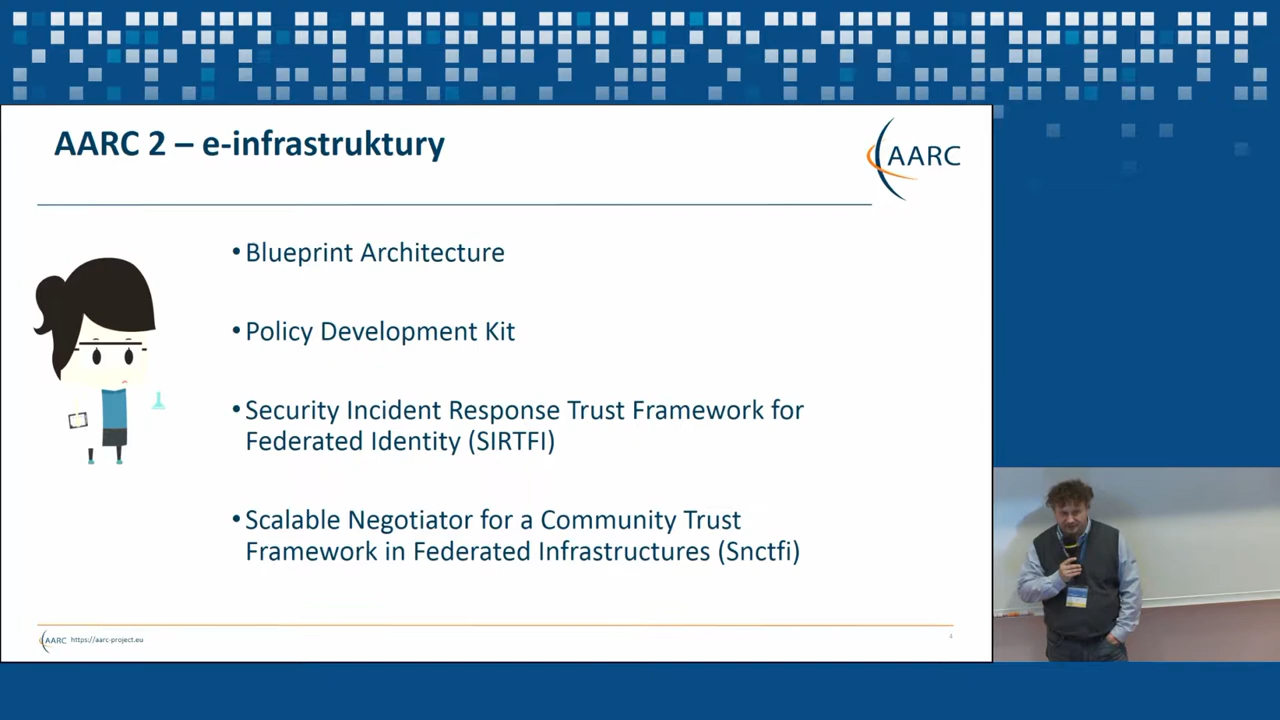 AARC 2 – e-infrastruktury
AARC
• Blueprint Architecture
• Policy Development Kit
• Security Incident Response Trust Framework for
Federated Identity (SIRTFI)
• Scalable Negotiator for a Community Trust
Framework in Federated Infrastructures (Snctfi)
AARC https://aarc-project.eu